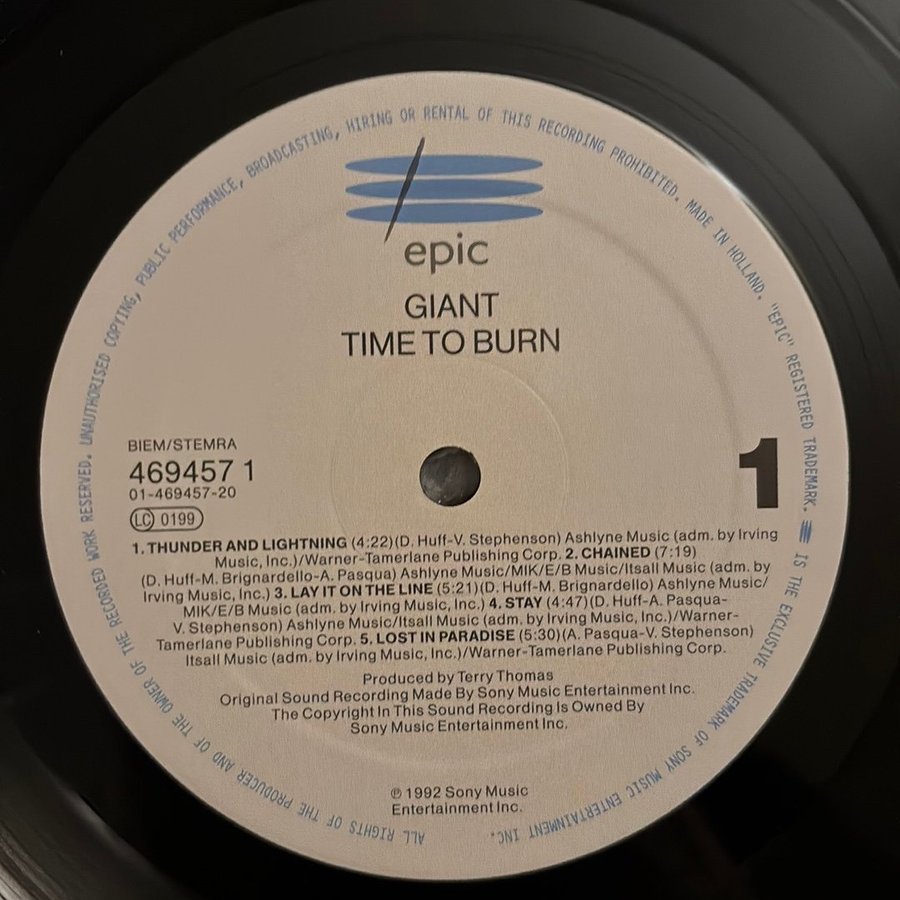 ALL RIGHTS OF THE PRODUCER AND OF THE OWNER OF THE RECORDED WORK RESERVED. UNAUTHORISED COPYING, PUBLIC PERFORMANCE, BROADCASTING, HIRING OR RENTAL OF THIS RECORDING PROHIBITED. MADE IN HOLLAND. "EPIC" REGISTERED TRADEMARK. IS THE EXCLUSIVE TRADEMARK OF SONY MUSIC ENTERTAINMENT INC.
epic
GIANT
TIME TO BURN
BIEM/STEMRA
469457 1
01-469457-20
LC 0199
1
1. THUNDER AND LIGHTNING (4:22)(D. Huff-V. Stephenson) Ashlyne Music (adm. by Irving
Music, Inc.)/Warner-Tamerlane Publishing Corp. 2. CHAINED (7:19)
(D. Huff-M. Brignardello-A. Pasqua) Ashlyne Music/MIK/E/B Music/Itsall Music (adm. by
Irving Music, Inc.) 3. LAY IT ON THE LINE (5:21)(D. Huff-M. Brignardello) Ashlyne Music/
MIK/E/B Music (adm. by Irving Music, Inc.) 4. STAY (4:47)(D. Huff-A. Pasqua-
V. Stephenson) Ashlyne Music/Itsall Music (adm. by Irving Music, Inc.)/Warner-
Tamerlane Publishing Corp. 5. LOST IN PARADISE (5:30)(A. Pasqua-V. Stephenson)
Itsall Music (adm. by Irving Music, Inc.)/Warner-Tamerlane Publishing Corp.
Produced by Terry Thomas
Original Sound Recording Made By Sony Music Entertainment Inc.
The Copyright In This Sound Recording Is Owned By
Sony Music Entertainment Inc.
℗ 1992 Sony Music
Entertainment Inc.